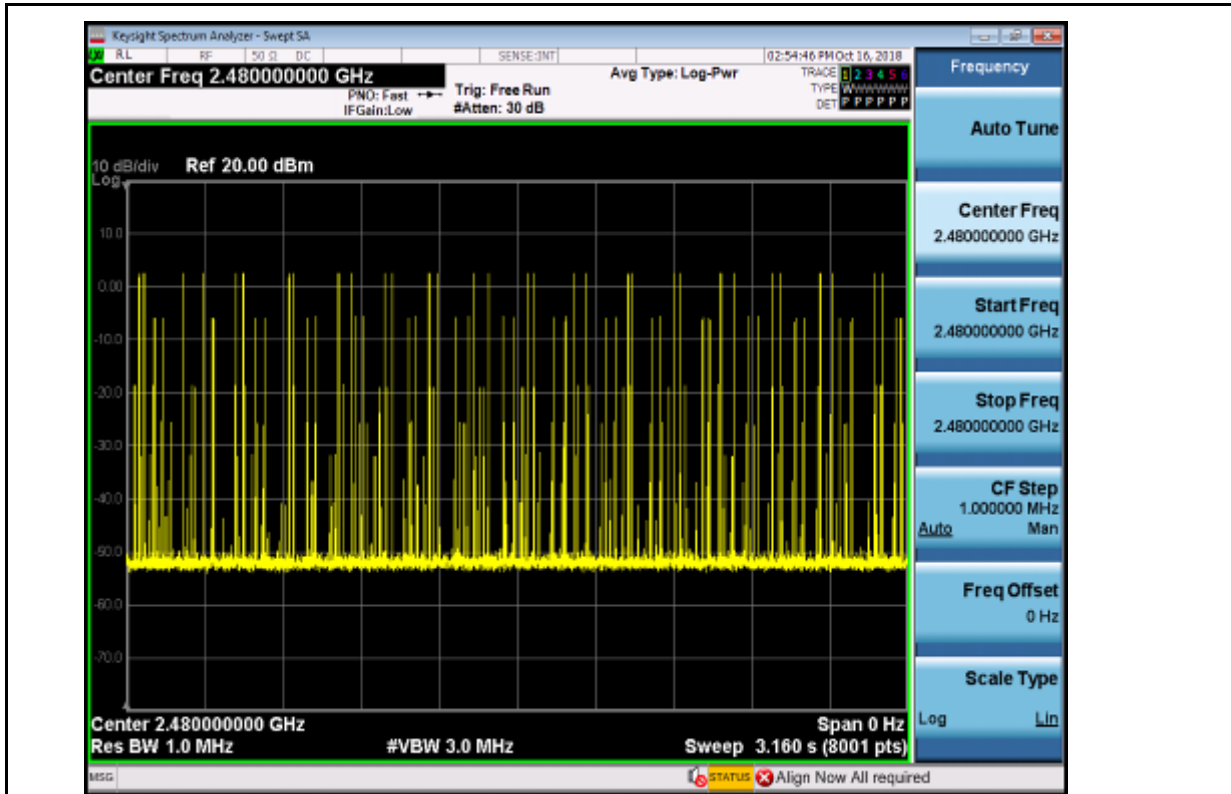 Keysight Spectrum Analyzer - Swept SA
RL RF 50 Ω DC SENSE:INT 02:54:46 PM Oct 16, 2018
Center Freq 2.480000000 GHz
Avg Type: Log-Pwr
TRACE 1 2 3 4 5 6
PNO: Fast
Trig: Free Run
TYPE WWWWWW
IFGain:Low
#Atten: 30 dB
DET P P P P P P
Frequency
Auto Tune
10 dB/div Ref 20.00 dBm
Log
10.0
0.00
-10.0
-20.0
-30.0
-40.0
-50.0
-60.0
-70.0
Center Freq
2.480000000 GHz
Start Freq
2.480000000 GHz
Stop Freq
2.480000000 GHz
CF Step
1.000000 MHz
Auto Man
Freq Offset
0 Hz
Scale Type
Log Lin
Center 2.480000000 GHz Span 0 Hz
Res BW 1.0 MHz #VBW 3.0 MHz Sweep 3.160 s (8001 pts)
MSG STATUS Align Now All required